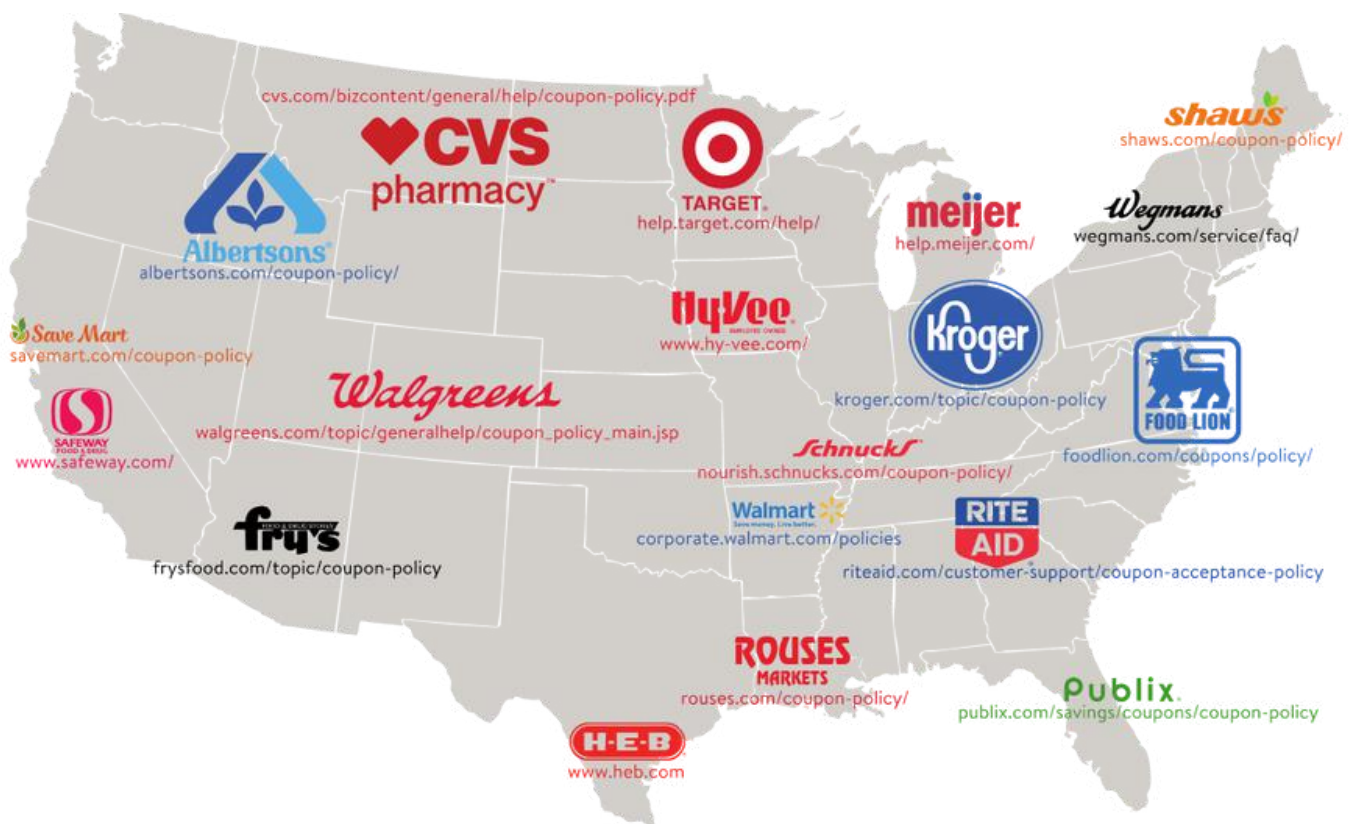 cvs.com/bizcontent/general/help/coupon-policy.pdf
CVS
pharmacy™
TARGET.
help.target.com/help/
shaw's
shaws.com/coupon-policy/
Albertsons®
albertsons.com/coupon-policy/
meijer
help.meijer.com/
Wegmans
wegmans.com/service/faq/
HyVee
EMPLOYEE OWNED
www.hy-vee.com/
Kroger
kroger.com/topic/coupon-policy
Save Mart
savemart.com/coupon-policy
FOOD LION
foodlion.com/coupons/policy/
Walgreens
walgreens.com/topic/generalhelp/coupon_policy_main.jsp
SAFEWAY
FOOD & DRUG
www.safeway.com/
Schnucks
nourish.schnucks.com/coupon-policy/
Walmart
Save money. Live better.
corporate.walmart.com/policies
RITE
AID
riteaid.com/customer-support/coupon-acceptance-policy
FOOD & DRUG STORES
fry's
frysfood.com/topic/coupon-policy
ROUSES
MARKETS
rouses.com/coupon-policy/
Publix.
publix.com/savings/coupons/coupon-policy
H-E-B
www.heb.com